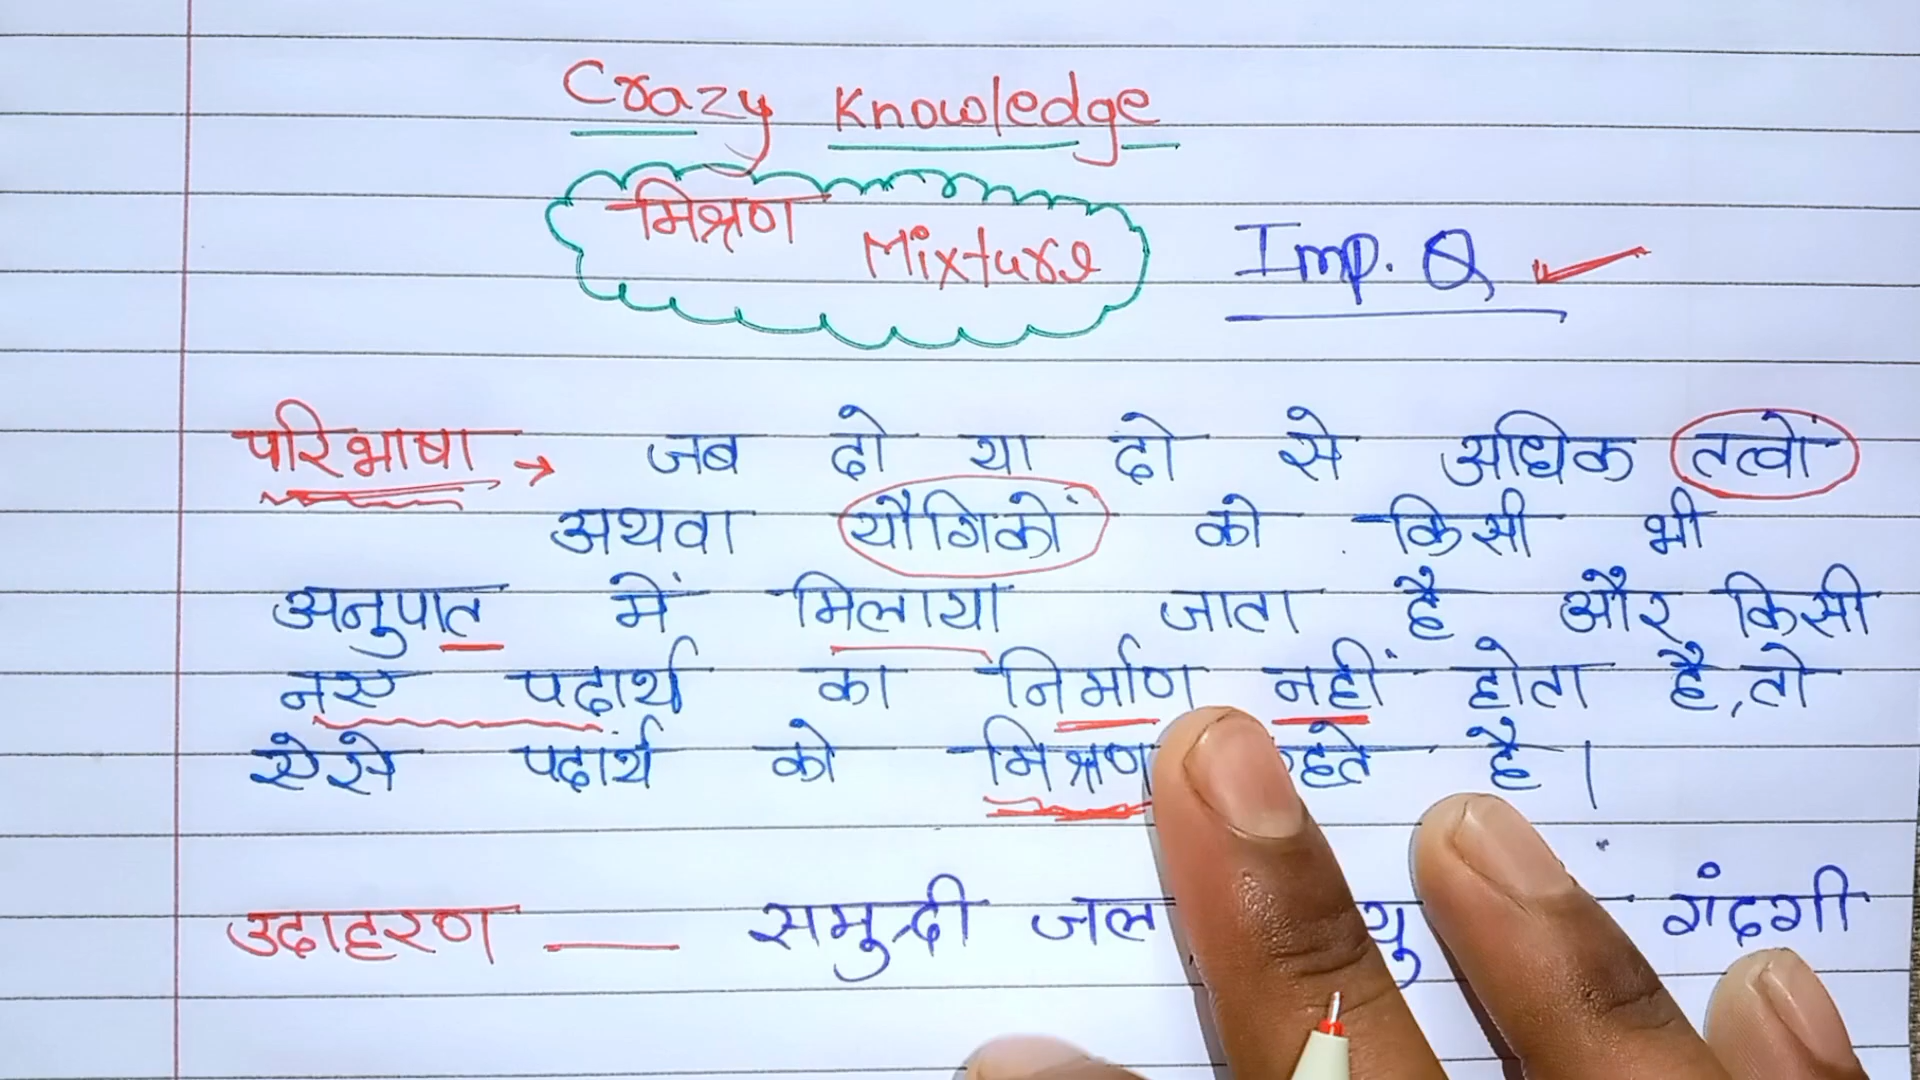 Crazy Knowledge
मिश्रण Mixture
Imp. Q
परिभाषा → जब दो या दो से अधिक तत्वों
अथवा यौगिकों को किसी भी
अनुपात में मिलाया जाता है और किसी
नए पदार्थ का निर्माण नहीं होता है, तो
ऐसे पदार्थ को मिश्रण है।
उदाहरण — समुद्री जल गंदगी